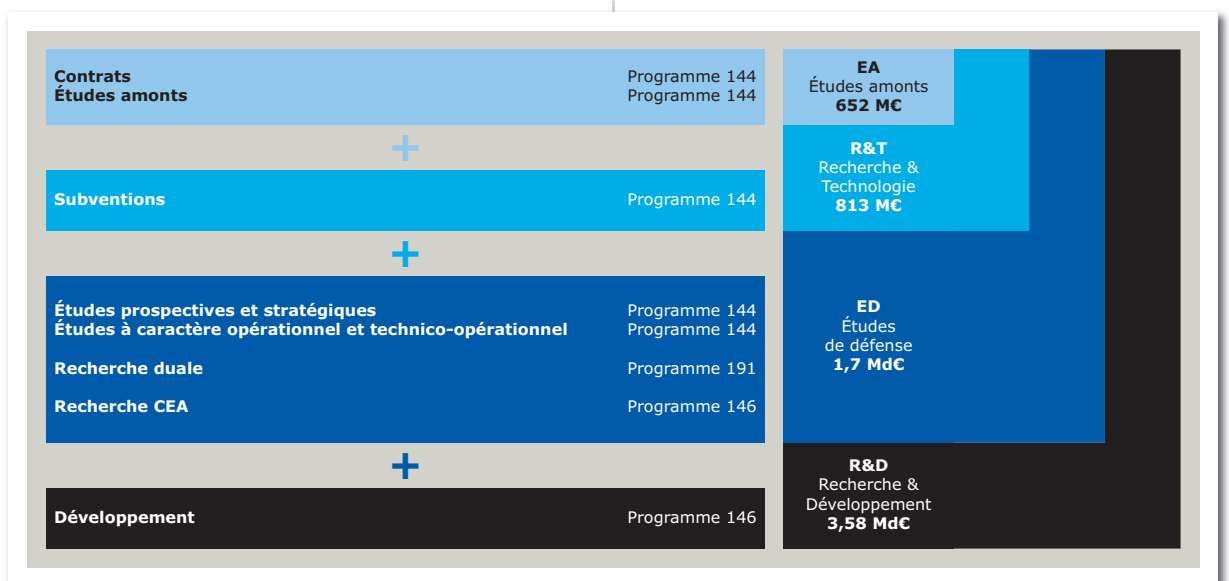 Contrats Programme 144
Études amonts Programme 144
EA
Études amonts
652 M€
Subventions Programme 144
R&T
Recherche &
Technologie
813 M€
Études prospectives et stratégiques Programme 144
Études à caractère opérationnel et technico-opérationnel Programme 144
Recherche duale Programme 191
Recherche CEA Programme 146
ED
Études
de défense
1,7 Md€
Développement Programme 146
R&D
Recherche &
Développement
3,58 Md€